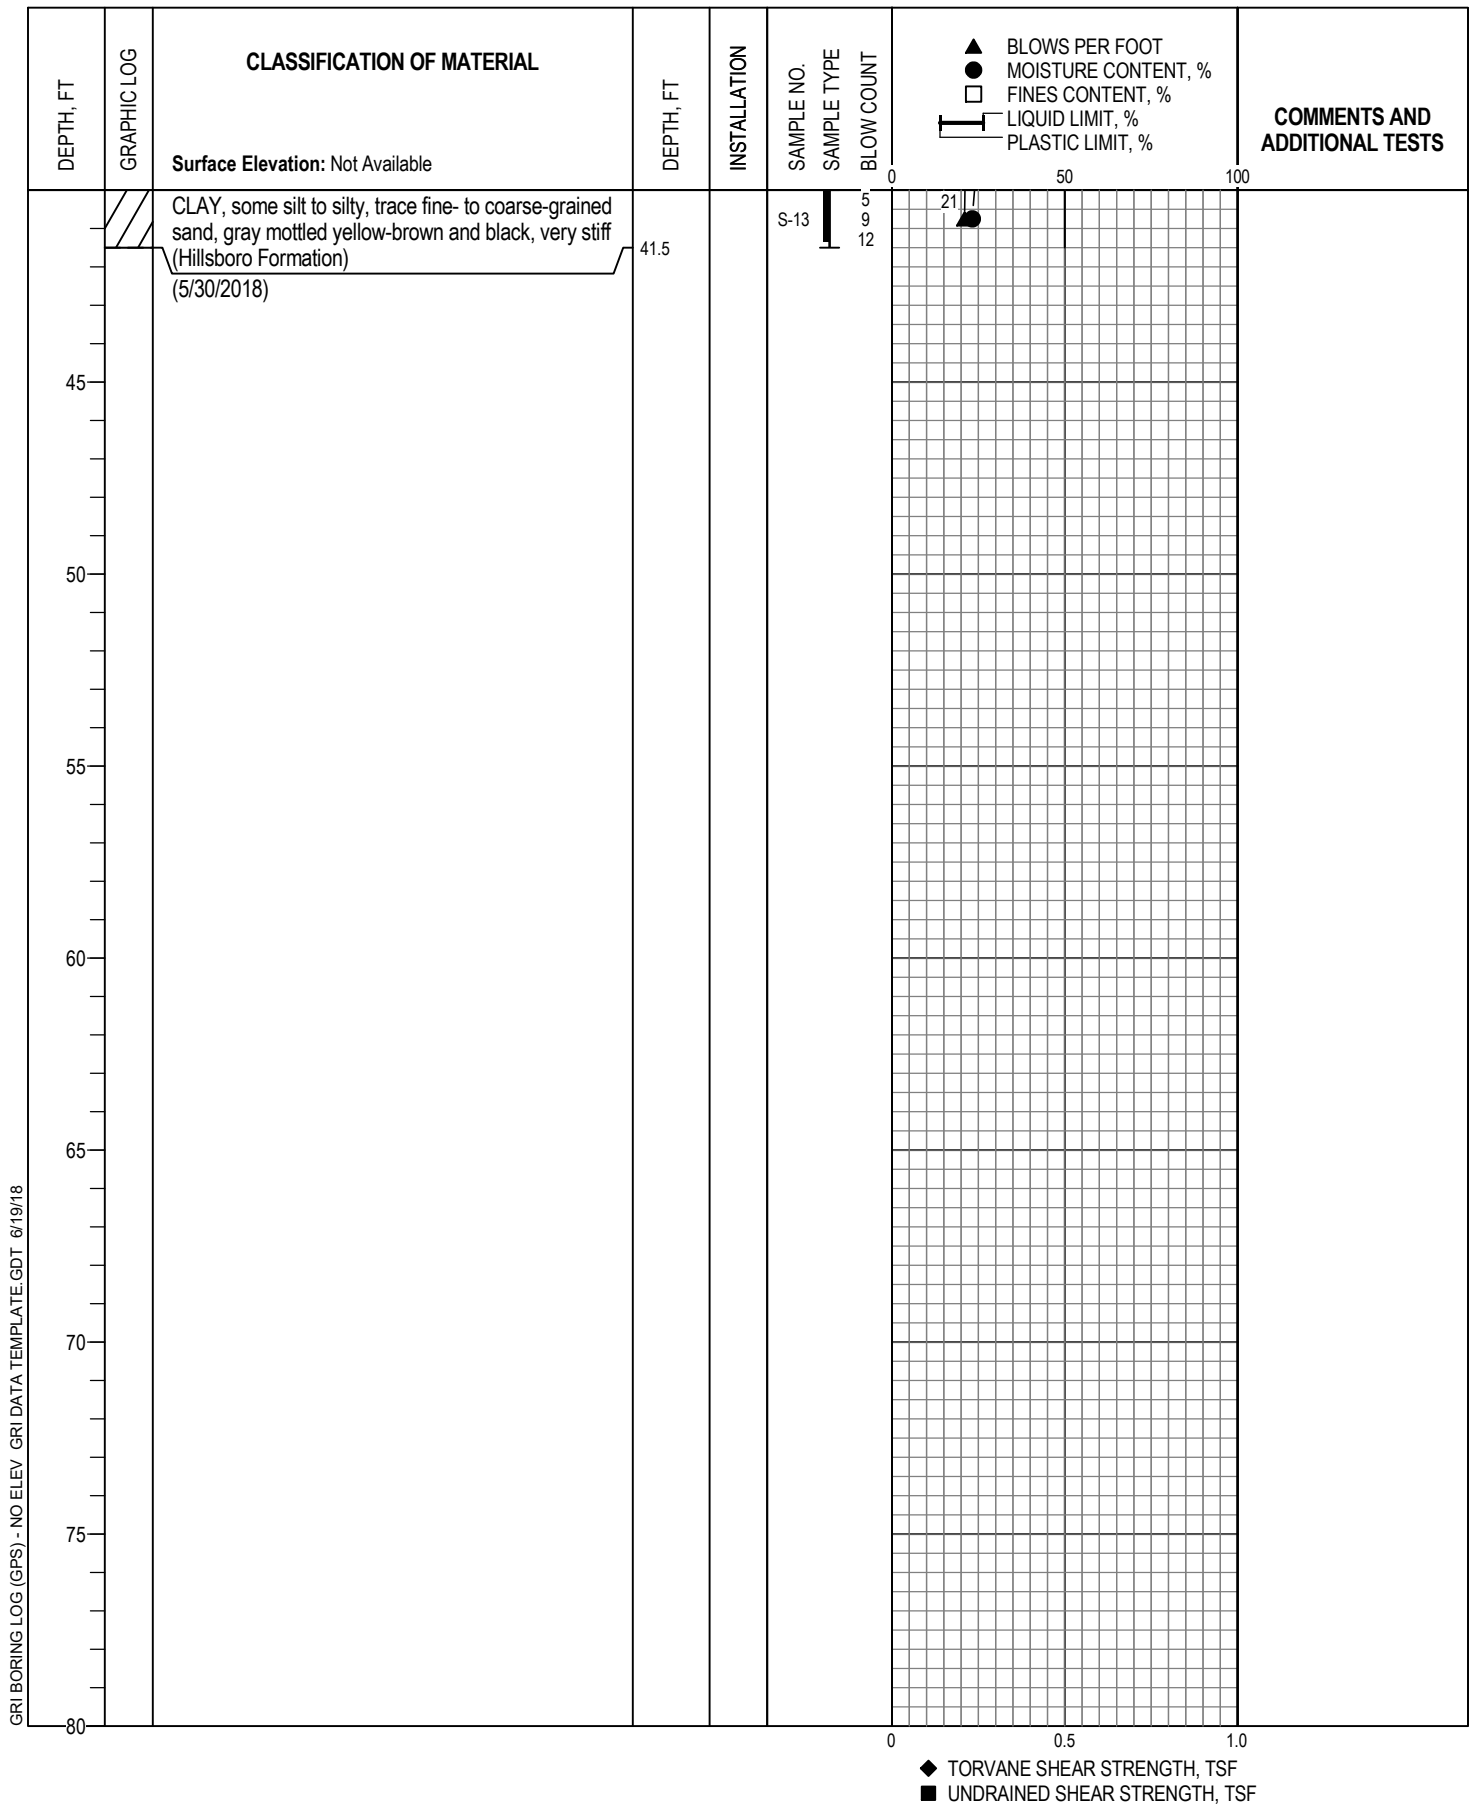 DEPTH, FT
GRAPHIC LOG
CLASSIFICATION OF MATERIAL
Surface Elevation: Not Available
DEPTH, FT
INSTALLATION
SAMPLE NO.
SAMPLE TYPE
BLOW COUNT
BLOWS PER FOOT
MOISTURE CONTENT, %
FINES CONTENT, %
LIQUID LIMIT, %
PLASTIC LIMIT, %
0 50 100
COMMENTS AND
ADDITIONAL TESTS
CLAY, some silt to silty, trace fine- to coarse-grained
sand, gray mottled yellow-brown and black, very stiff
(Hillsboro Formation)
(5/30/2018)
41.5
S-13
5
9
12
21
45
50
55
60
65
70
75
80
0 0.5 1.0
TORVANE SHEAR STRENGTH, TSF
UNDRAINED SHEAR STRENGTH, TSF
GRI BORING LOG (GPS) - NO ELEV GRI DATA TEMPLATE.GDT 6/19/18